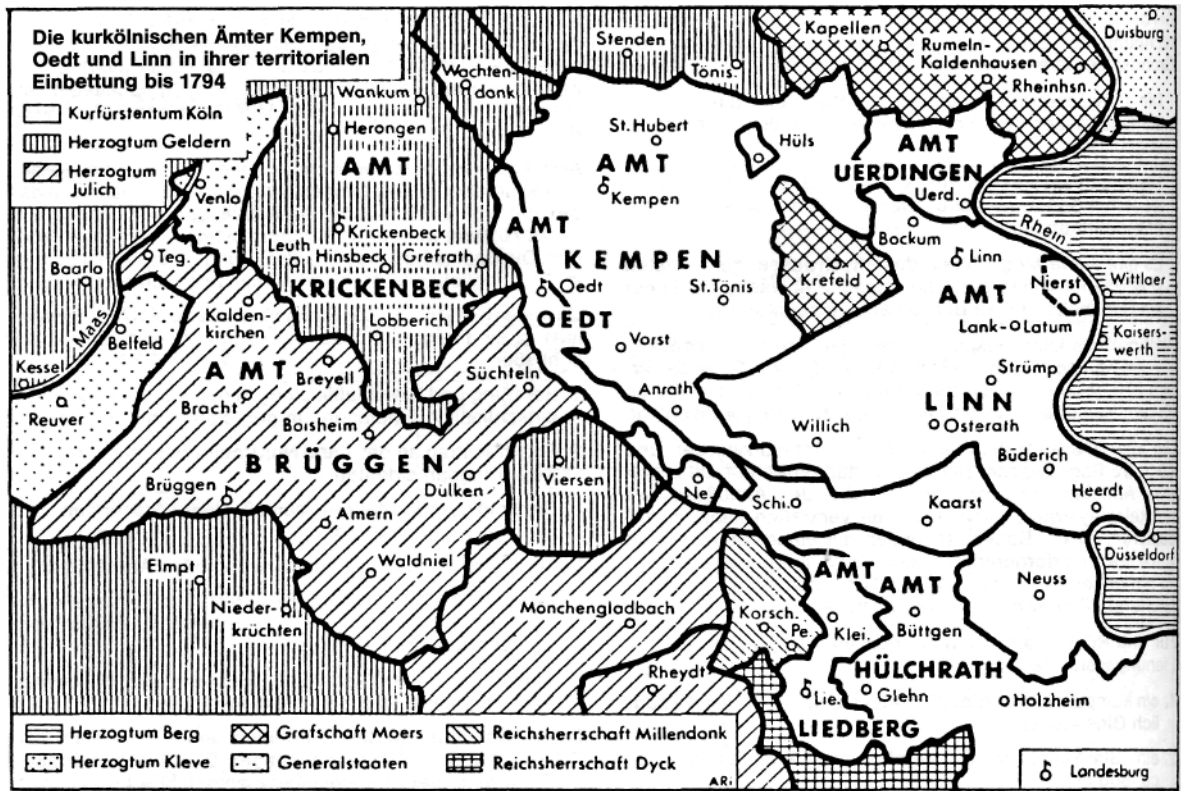 Die kurkölnischen Ämter Kempen,
Oedt und Linn in ihrer territorialen
Einbettung bis 1794
Kurfürstentum Köln
Herzogtum Geldern
Herzogtum
Jülich
Stenden
Tönis.
Wachten-
donk
Wankum
Herongen
AMT
Krickenbeck
Leuth
Hinsbeck
Grefrath
KRICKENBECK
Lobberich
Kapellen
Rumeln-
Kaldenhausen
Rheinhsn.
Duisburg
St.Hubert
AMT
Kempen
Hüls
AMT
UERDINGEN
Uerd.
Rhein
Bockum
Linn
Krefeld
AMT
Nierst
Wittlaer
Lank-Latum
Kaisers-
werth
Strümp
LINN
Osterath
Büderich
Heerdt
Düsseldorf
Willich
AMT
Oedt
OEDT
KEMPEN
St.Tönis
Vorst
Anrath
Venlo
Teg.
Baarlo
Maas
Kessel
Belfeld
Reuver
Kalden-
kirchen
AMT
Breyell
Bracht
Boisheim
Süchteln
BRÜGGEN
Brüggen
Dülken
Amern
Waldniel
Viersen
Ne.
Schi.
Kaarst
Elmpt
Nieder-
krüchten
Mönchengladbach
Rheydt
Korsch.
Pe.
AMT
Klei.
AMT
Büttgen
Neuss
HÜLCHRATH
Lie.
Glehn
Holzheim
LIEDBERG
Herzogtum Berg
Grafschaft Moers
Reichsherrschaft Millendonk
Herzogtum Kleve
Generalstaaten
Reichsherrschaft Dyck
ARi
Landesburg